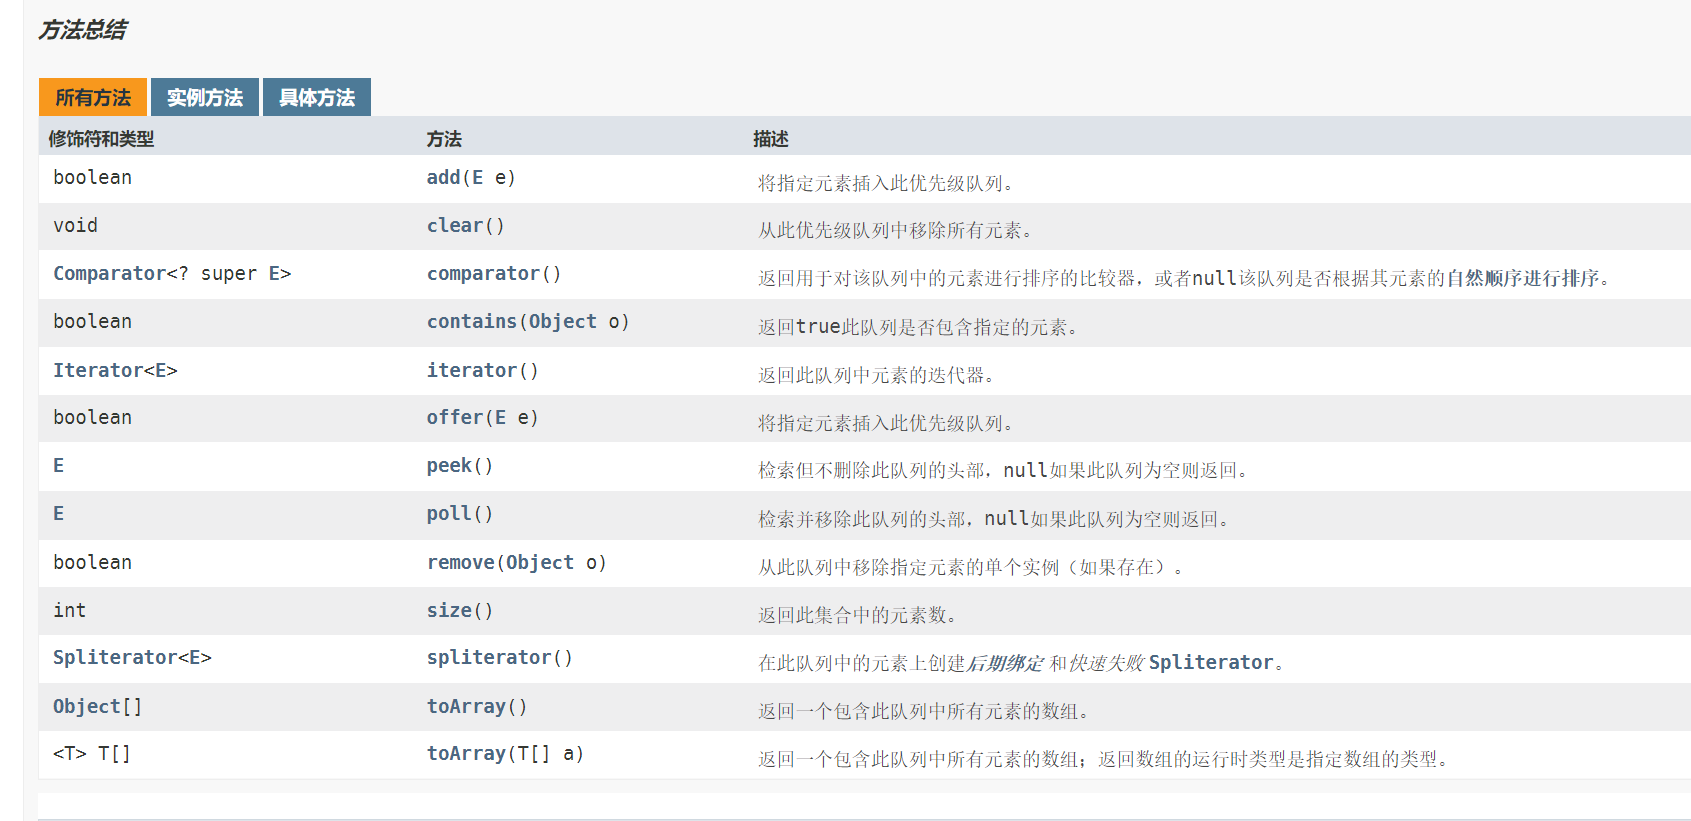 方法总结
所有方法 实例方法 具体方法
修饰符和类型 方法 描述
boolean add(E e) 将指定元素插入此优先级队列。
void clear() 从此优先级队列中移除所有元素。
Comparator<? super E> comparator() 返回用于对该队列中的元素进行排序的比较器，或者null该队列是否根据其元素的自然顺序进行排序。
boolean contains(Object o) 返回true此队列是否包含指定的元素。
Iterator<E> iterator() 返回此队列中元素的迭代器。
boolean offer(E e) 将指定元素插入此优先级队列。
E peek() 检索但不删除此队列的头部，null如果此队列为空则返回。
E poll() 检索并移除此队列的头部，null如果此队列为空则返回。
boolean remove(Object o) 从此队列中移除指定元素的单个实例（如果存在）。
int size() 返回此集合中的元素数。
Spliterator<E> spliterator() 在此队列中的元素上创建后期绑定 和快速失败 Spliterator。
Object[] toArray() 返回一个包含此队列中所有元素的数组。
<T> T[] toArray(T[] a) 返回一个包含此队列中所有元素的数组；返回数组的运行时类型是指定数组的类型。